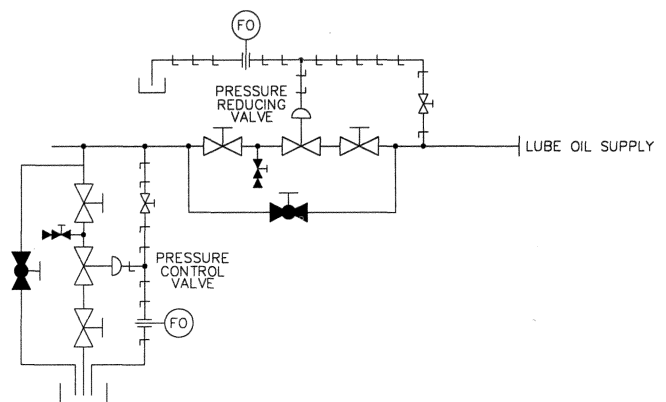 FO
PRESSURE
REDUCING
VALVE
LUBE OIL SUPPLY
PRESSURE
CONTROL
VALVE
FO